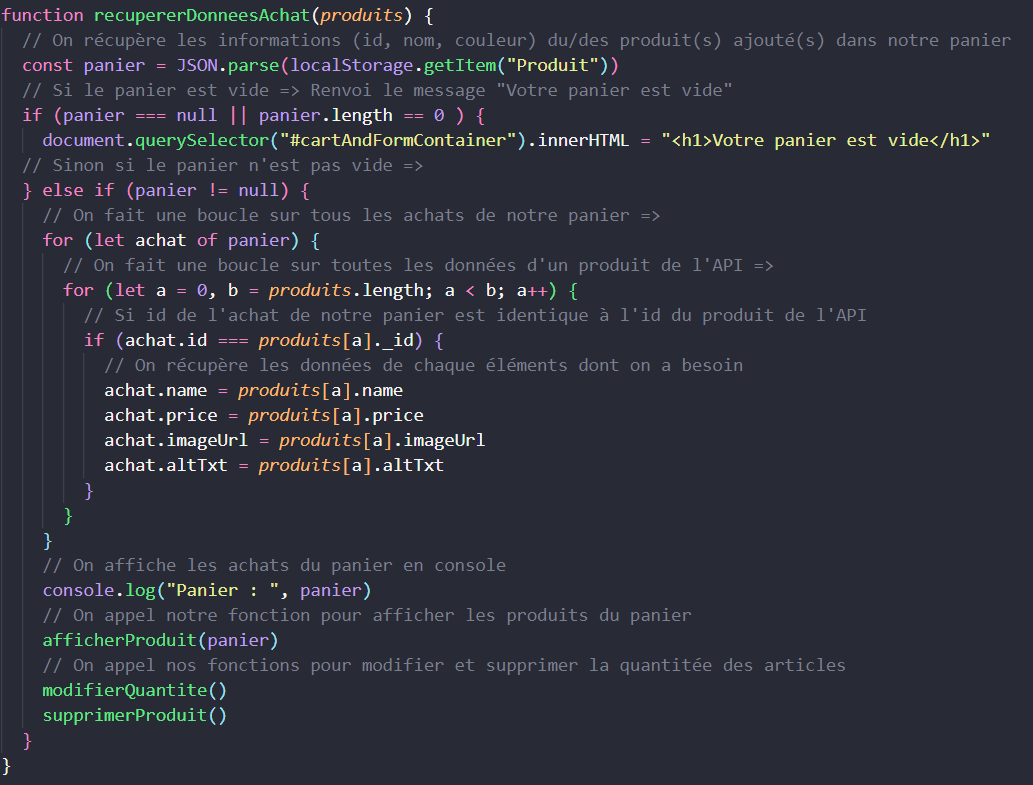 function recupererDonneesAchat(produits) {
// On récupère les informations (id, nom, couleur) du/des produit(s) ajouté(s) dans notre panier
const panier = JSON.parse(localStorage.getItem("Produit"))
// Si le panier est vide => Renvoi le message "Votre panier est vide"
if (panier === null || panier.length == 0 ) {
document.querySelector("#cartAndFormContainer").innerHTML = "<h1>Votre panier est vide</h1>"
// Sinon si le panier n'est pas vide =>
} else if (panier != null) {
// On fait une boucle sur tous les achats de notre panier =>
for (let achat of panier) {
// On fait une boucle sur toutes les données d'un produit de l'API =>
for (let a = 0, b = produits.length; a < b; a++) {
// Si id de l'achat de notre panier est identique à l'id du produit de l'API
if (achat.id === produits[a]._id) {
// On récupère les données de chaque éléments dont on a besoin
achat.name = produits[a].name
achat.price = produits[a].price
achat.imageUrl = produits[a].imageUrl
achat.altTxt = produits[a].altTxt
}
}
}
// On affiche les achats du panier en console
console.log("Panier : ", panier)
// On appel notre fonction pour afficher les produits du panier
afficherProduit(panier)
// On appel nos fonctions pour modifier et supprimer la quantitée des articles
modifierQuantite()
supprimerProduit()
}
}